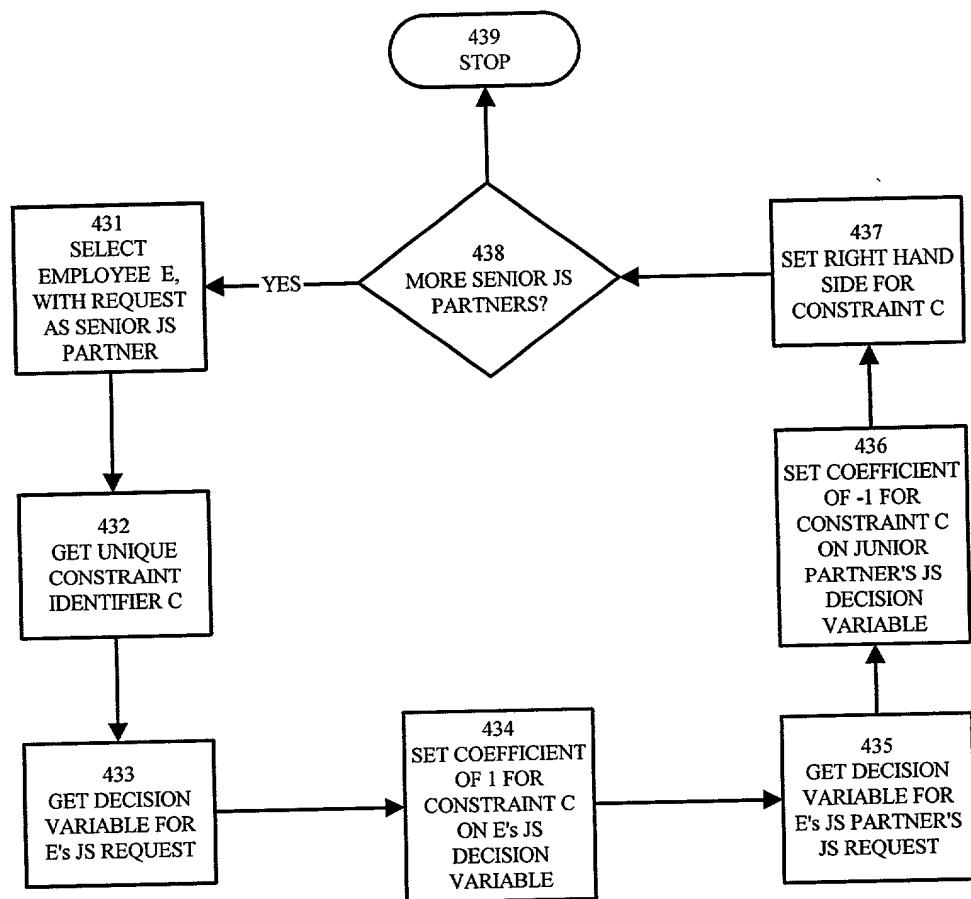 439
STOP
431
SELECT
EMPLOYEE E,
WITH REQUEST
AS SENIOR JS
PARTNER
YES
438
MORE SENIOR JS
PARTNERS?
437
SET RIGHT HAND
SIDE FOR
CONSTRAINT C
432
GET UNIQUE
CONSTRAINT
IDENTIFIER C
436
SET COEFFICIENT
OF -1 FOR
CONSTRAINT C
ON JUNIOR
PARTNER'S JS
DECISION
VARIABLE
433
GET DECISION
VARIABLE FOR
E's JS REQUEST
434
SET COEFFICIENT
OF 1 FOR
CONSTRAINT C
ON E's JS
DECISION
VARIABLE
435
GET DECISION
VARIABLE FOR
E's JS PARTNER'S
JS REQUEST